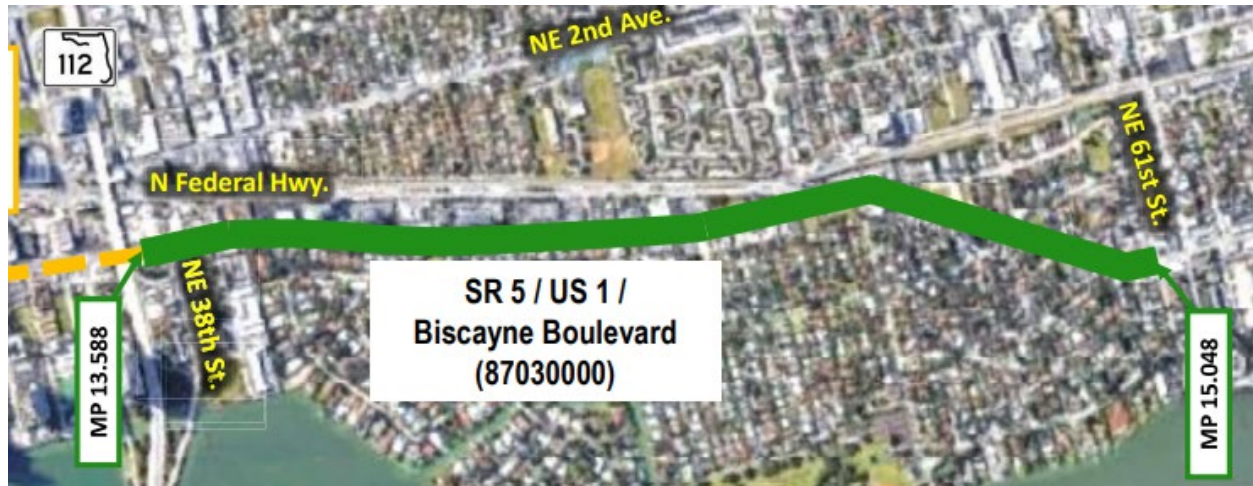 112
NE 2nd Ave.
N Federal Hwy.
NE 61st St.
NE 38th St.
SR 5 / US 1 /
Biscayne Boulevard
(87030000)
MP 13.588
MP 15.048